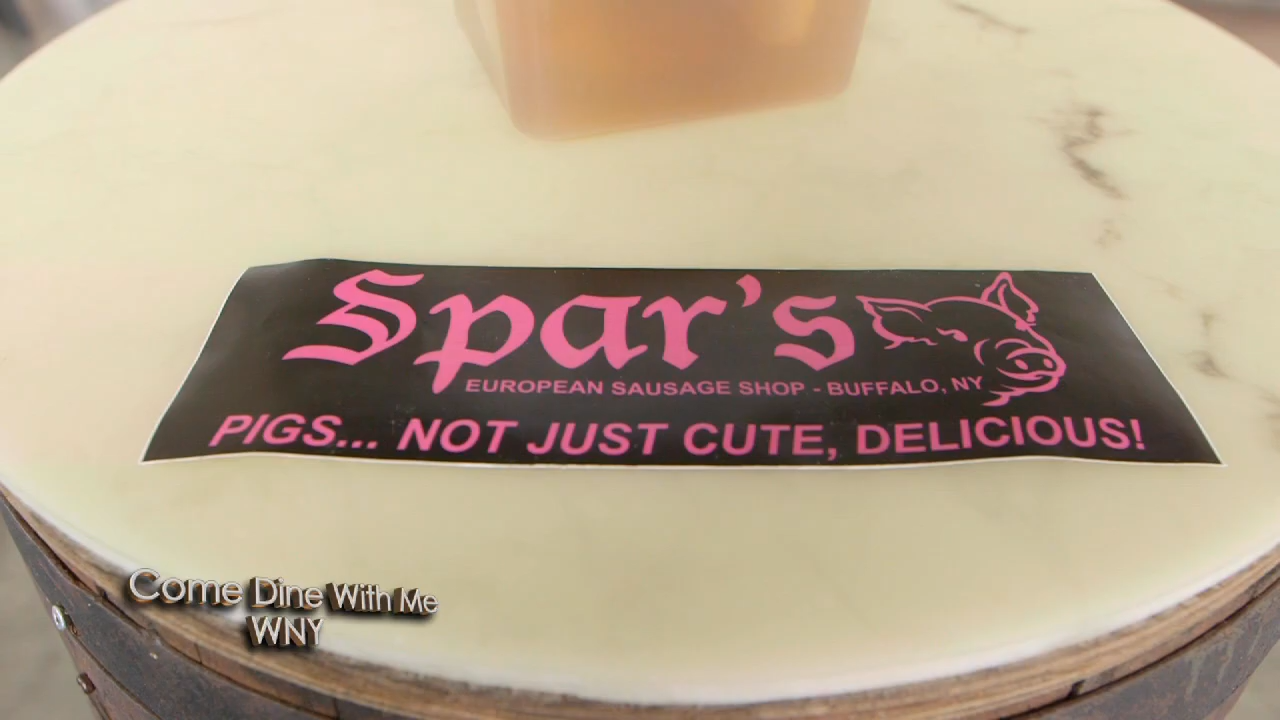 Spar's
EUROPEAN SAUSAGE SHOP - BUFFALO, NY
PIGS... NOT JUST CUTE, DELICIOUS!
Come Dine With Me
WNY